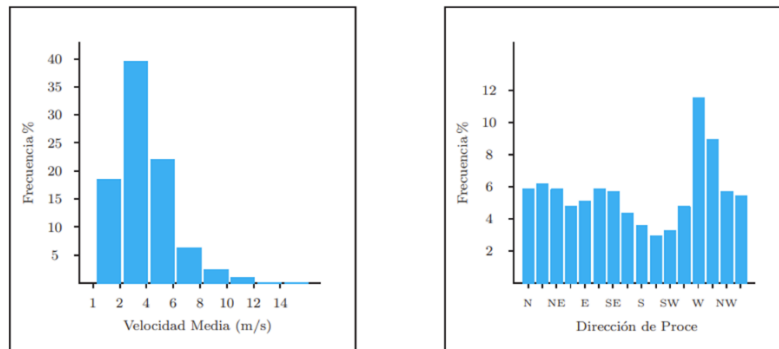 40
35
30
25
20
15
10
5
Frecuencia %
1 2 4 6 8 10 12 14
Velocidad Media (m/s)
12
10
8
6
4
2
Frecuencia %
N NE E SE S SW W NW
Dirección de Proce